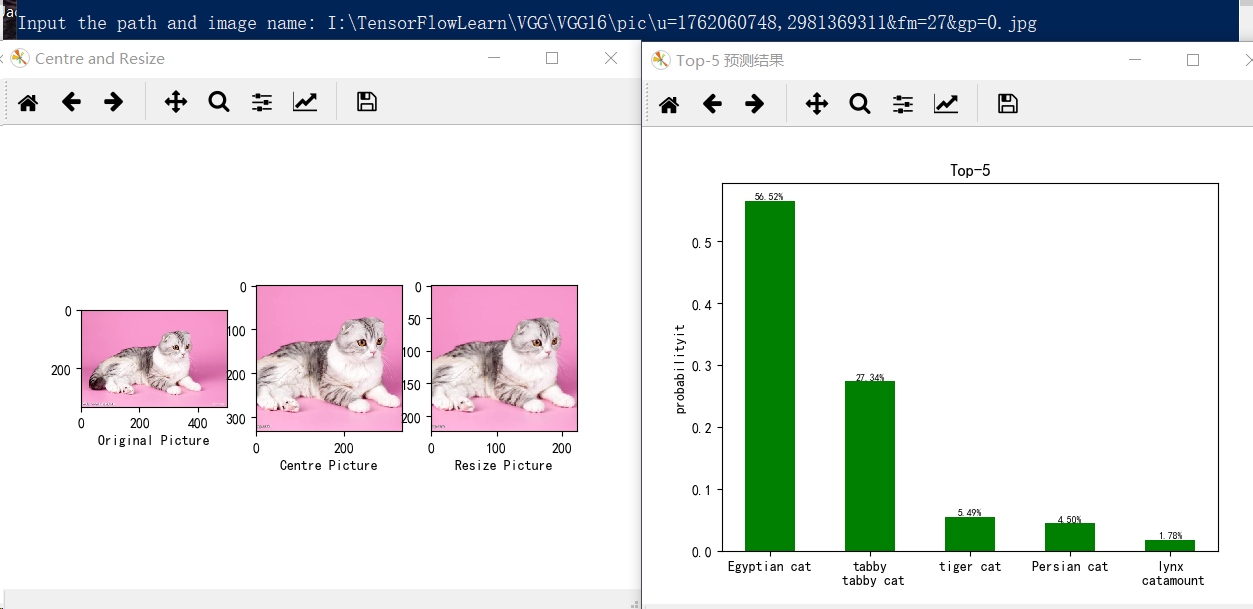 Input the path and image name: I:\TensorFlowLearn\VGG\VGG16\pic\u=1762060748,2981369311&fm=27&gp=0.jpg
Centre and Resize
0
200
0 200 400
Original Picture
0
100
200
300
0 200
Centre Picture
0
50
100
150
200
0 100 200
Resize Picture
Top-5 预测结果
Top-5
probabilityit
0.5
0.4
0.3
0.2
0.1
0.0
56.52%
27.34%
5.49%
4.50%
1.78%
Egyptian cat
tabby
tabby cat
tiger cat
Persian cat
lynx
catamount